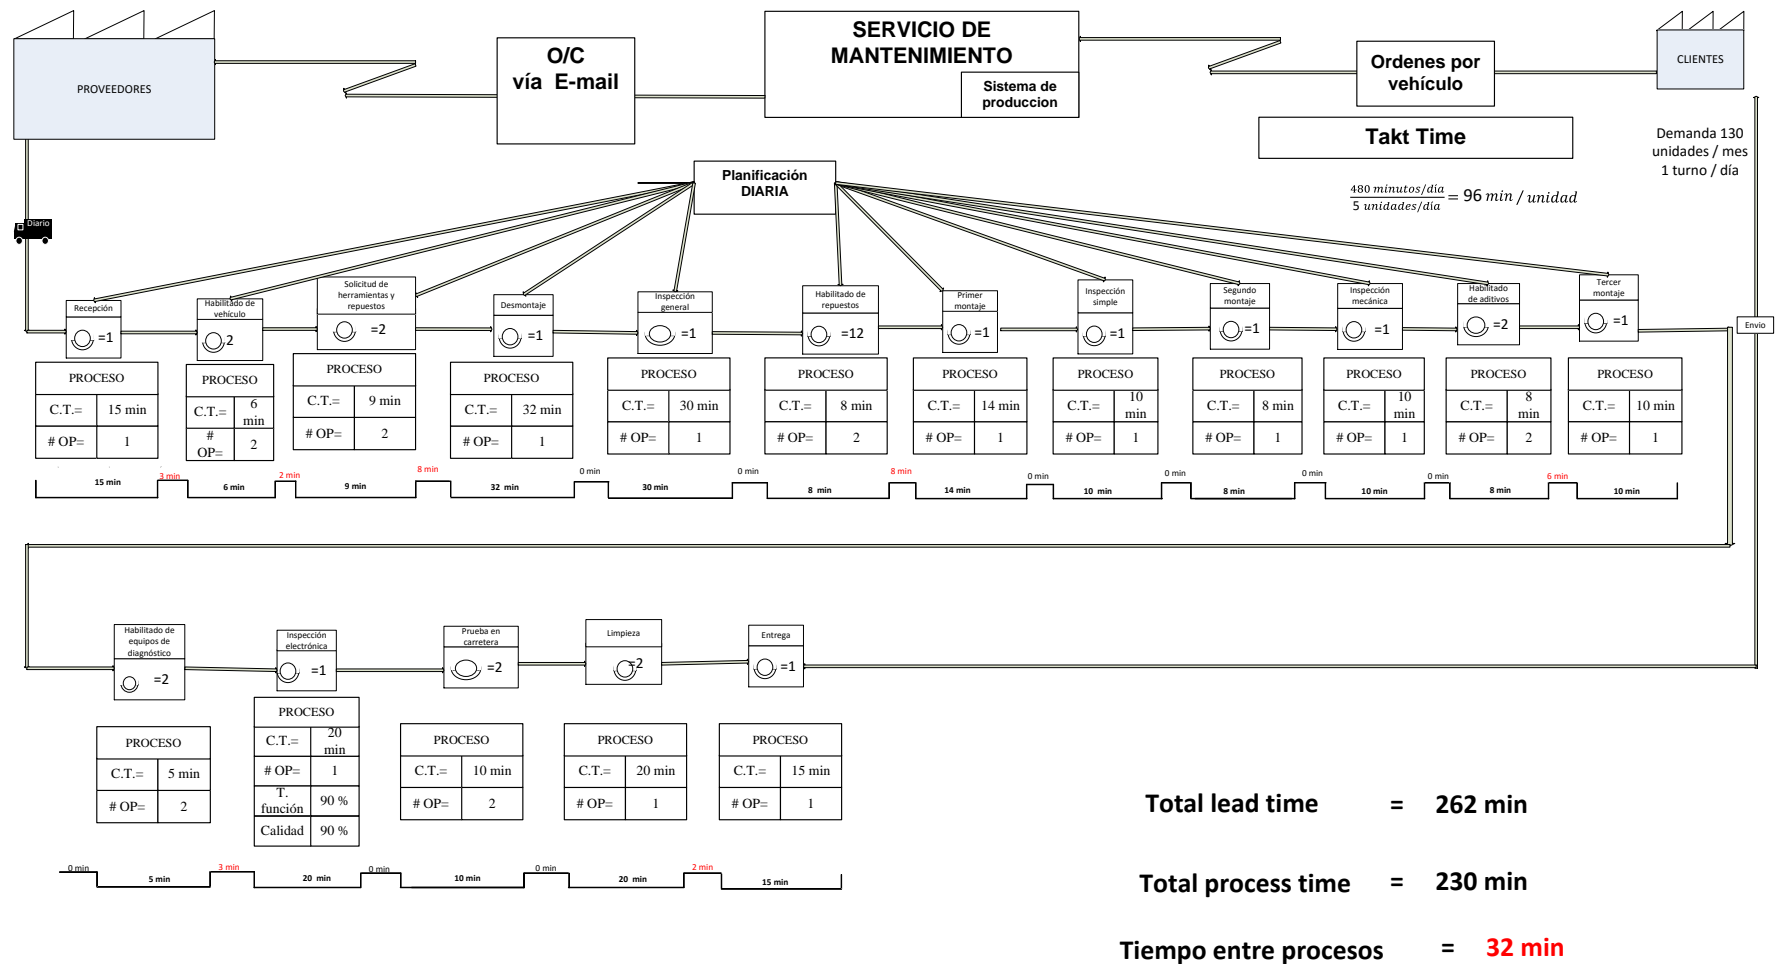 PROVEEDORES
O/C
vía E-mail
SERVICIO DE
MANTENIMIENTO
Sistema de
produccion
Ordenes por
vehículo
CLIENTES
Takt Time
Demanda 130
unidades / mes
1 turno / día
480 minutos/día
5 unidades/día
= 96 min / unidad
Planificación
DIARIA
Diario
Recepción
=1
Habilitado de
vehículo
2
Solicitud de
herramientas y
repuestos
=2
Desmontaje
=1
Inspección
general
=1
Habilitado de
repuestos
=12
Primer
montaje
=1
Inspección
simple
=1
Segundo
montaje
=1
Inspección
mecánica
=1
Habilitado
de aditivos
=2
Tercer
montaje
=1
Envio
PROCESO
C.T.= 15 min
# OP= 1
PROCESO
C.T.= 6 min
# OP= 2
PROCESO
C.T.= 9 min
# OP= 2
PROCESO
C.T.= 32 min
# OP= 1
PROCESO
C.T.= 30 min
# OP= 1
PROCESO
C.T.= 8 min
# OP= 2
PROCESO
C.T.= 14 min
# OP= 1
PROCESO
C.T.= 10 min
# OP= 1
PROCESO
C.T.= 8 min
# OP= 1
PROCESO
C.T.= 10 min
# OP= 1
PROCESO
C.T.= 8 min
# OP= 2
PROCESO
C.T.= 10 min
# OP= 1
15 min
3 min
6 min
2 min
9 min
8 min
32 min
0 min
30 min
0 min
8 min
8 min
14 min
0 min
10 min
0 min
8 min
0 min
10 min
0 min
8 min
6 min
10 min
Habilitado de
equipos de
diagnóstico
=2
Inspección
electrónica
=1
Prueba en
carretera
=2
Limpieza
=2
Entrega
=1
PROCESO
C.T.= 5 min
# OP= 2
PROCESO
C.T.= 20 min
# OP= 1
T. función 90 %
Calidad 90 %
PROCESO
C.T.= 10 min
# OP= 2
PROCESO
C.T.= 20 min
# OP= 1
PROCESO
C.T.= 15 min
# OP= 1
0 min
5 min
3 min
20 min
0 min
10 min
0 min
20 min
2 min
15 min
Total lead time = 262 min
Total process time = 230 min
Tiempo entre procesos = 32 min